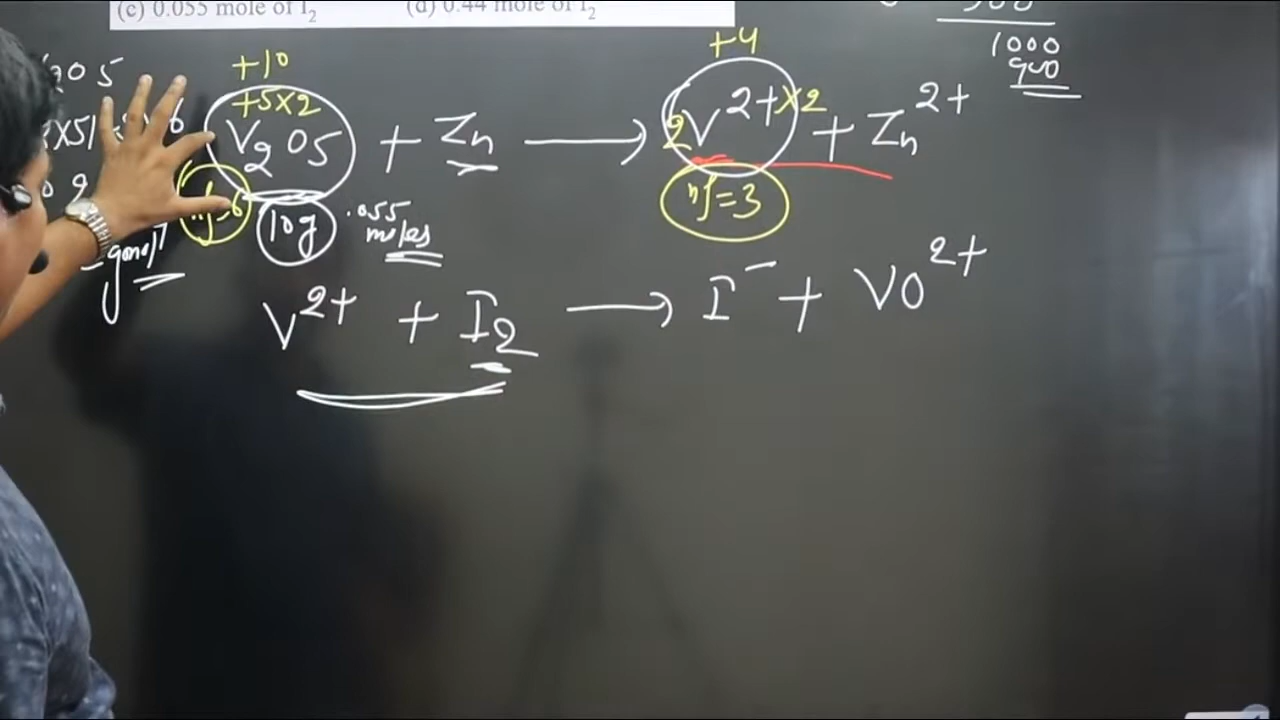 (c) 0.055 mole of I2 (d) 0.44 mole of I2
1000
900
+10
+4
+5×2
V2O5 + Zn ⟶ 2V2+×2 + Zn2+
10g .055 moles
nf=3
V2+ + I2 ⟶ I− + VO2+